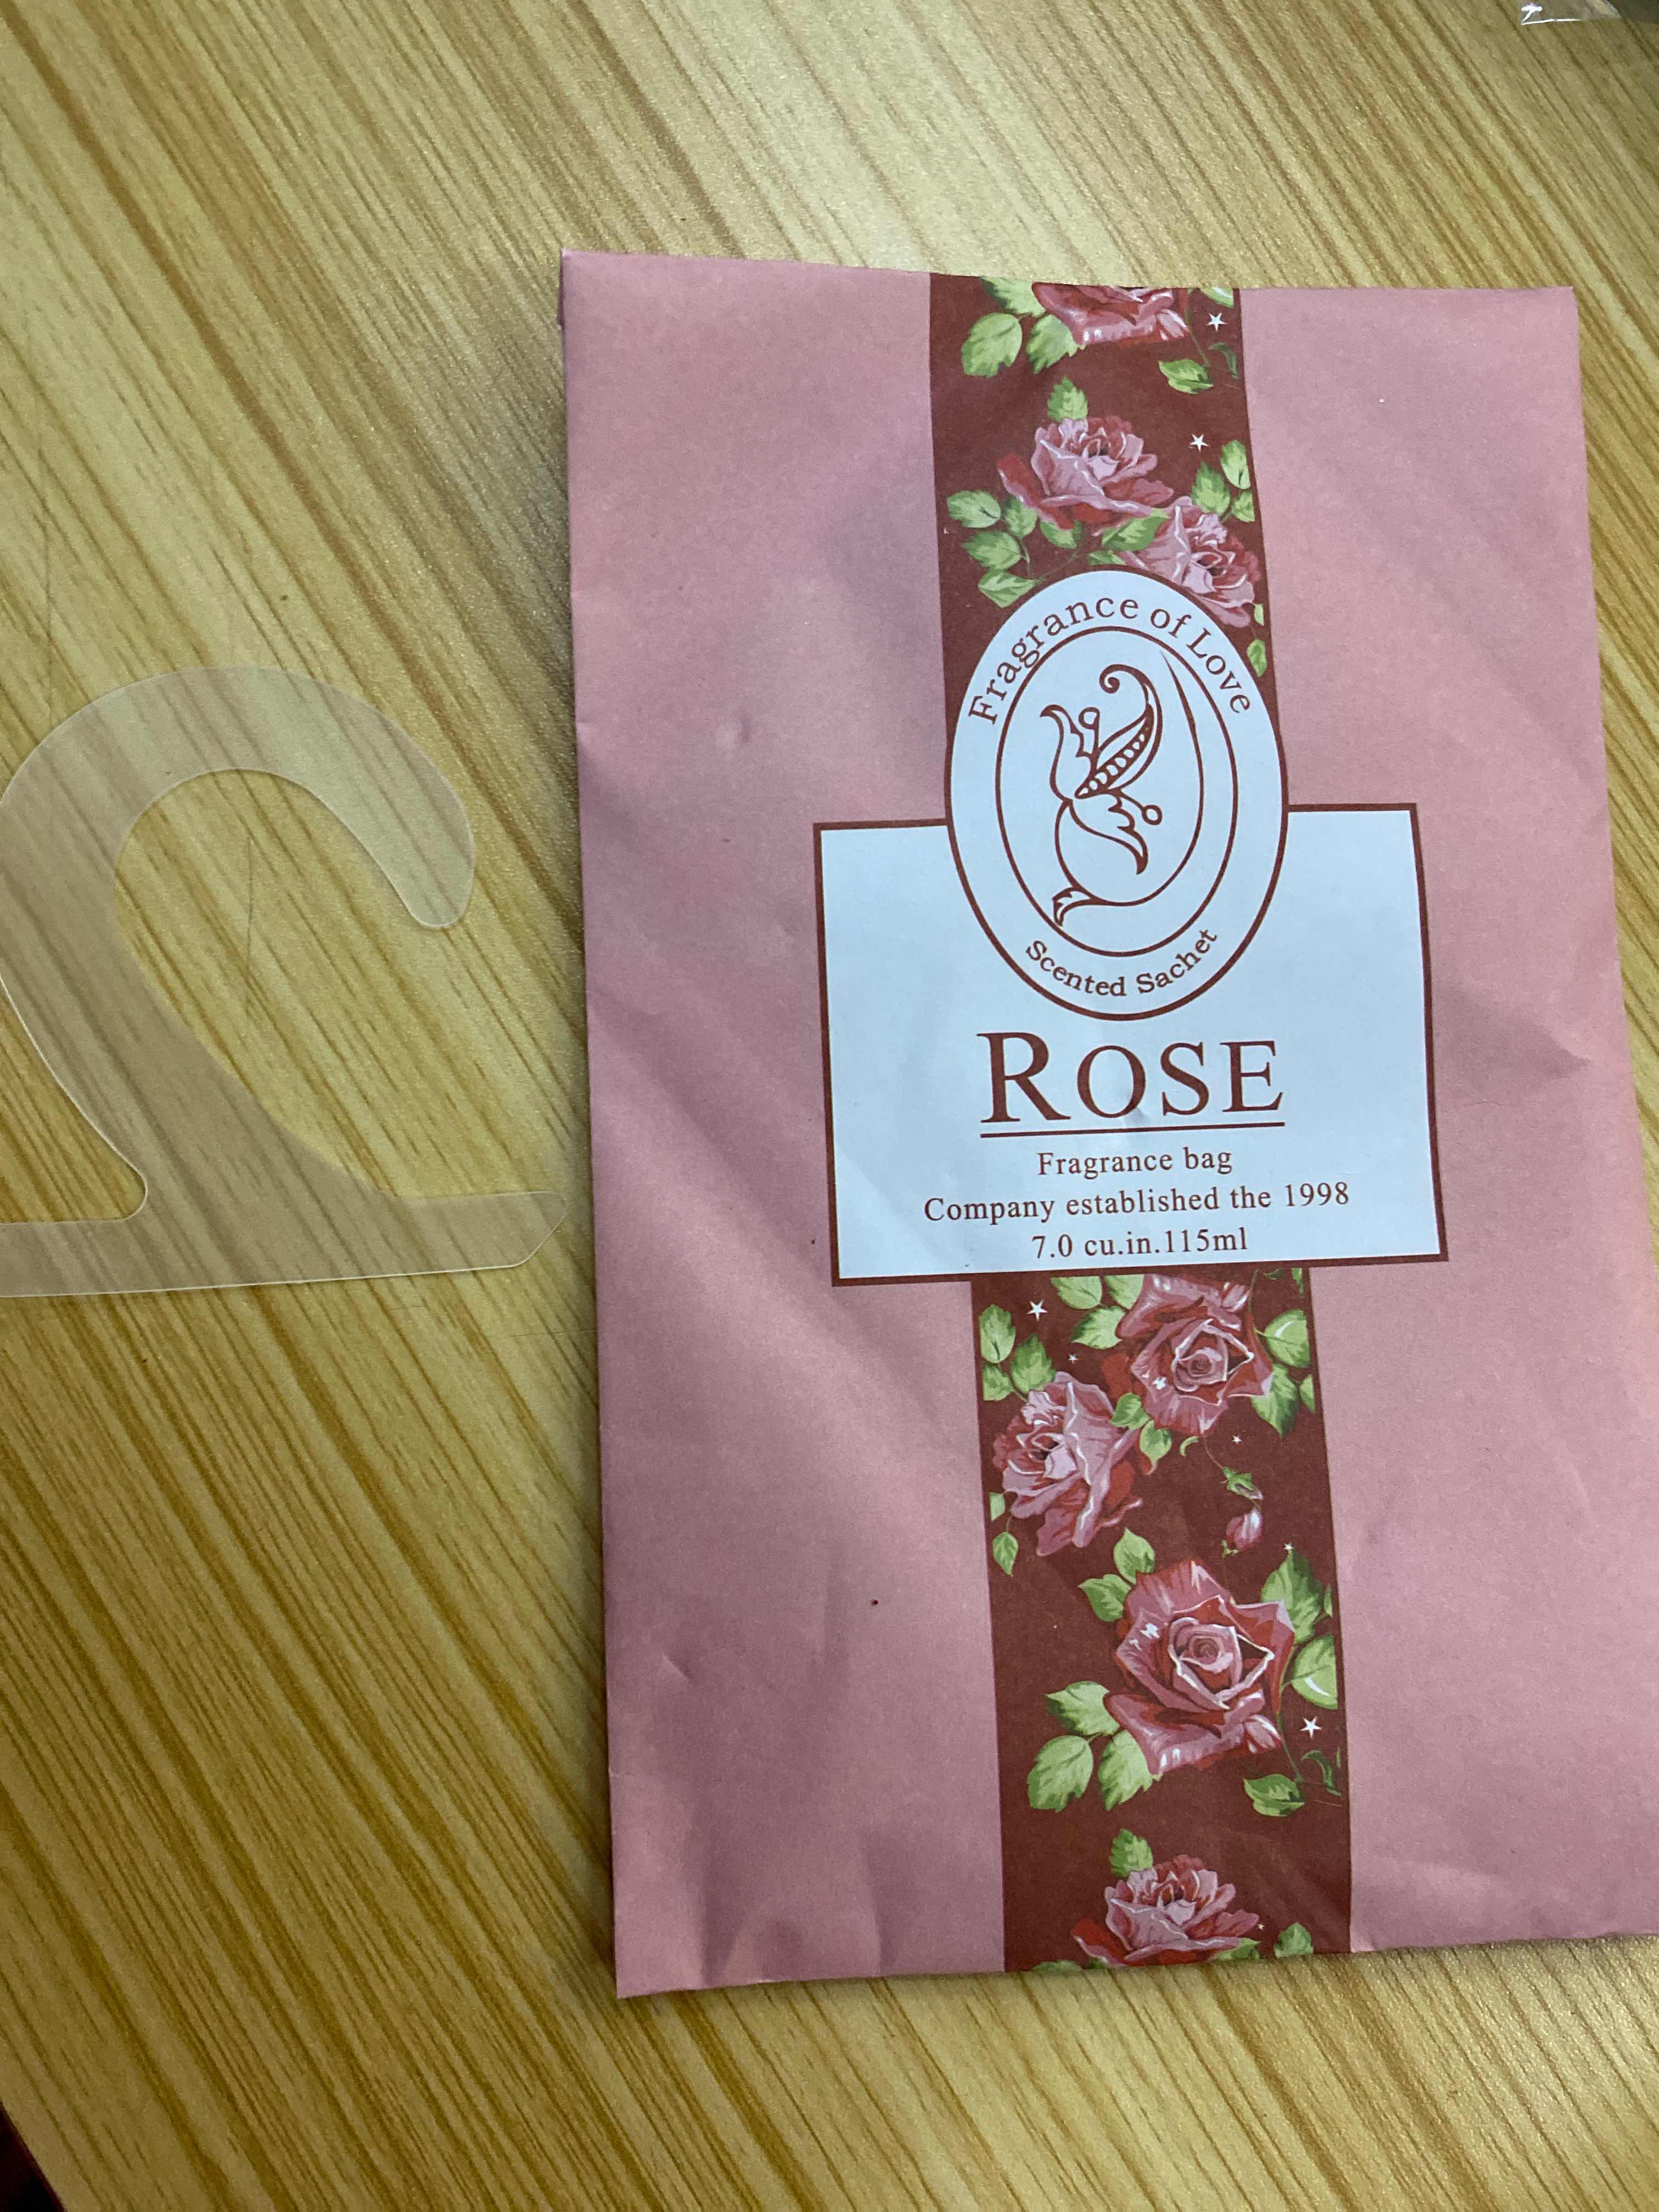 Fragrance of Love
Scented Sachet
ROSE
Fragrance bag
Company established the 1998
7.0 cu.in.115ml